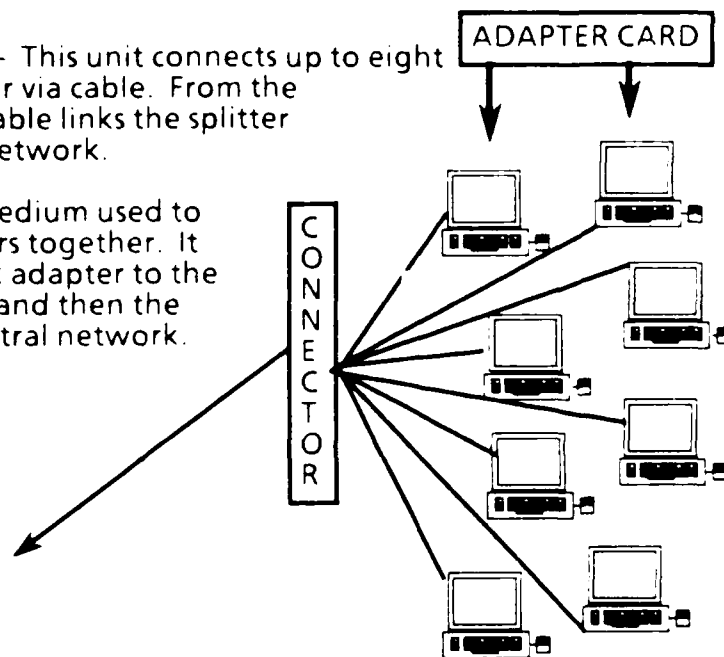 - This unit connects up to eight
r via cable. From the
able links the splitter
etwork.
edium used to
rs together. It
adapter to the
and then the
tral network.
ADAPTER CARD
CONNECTOR